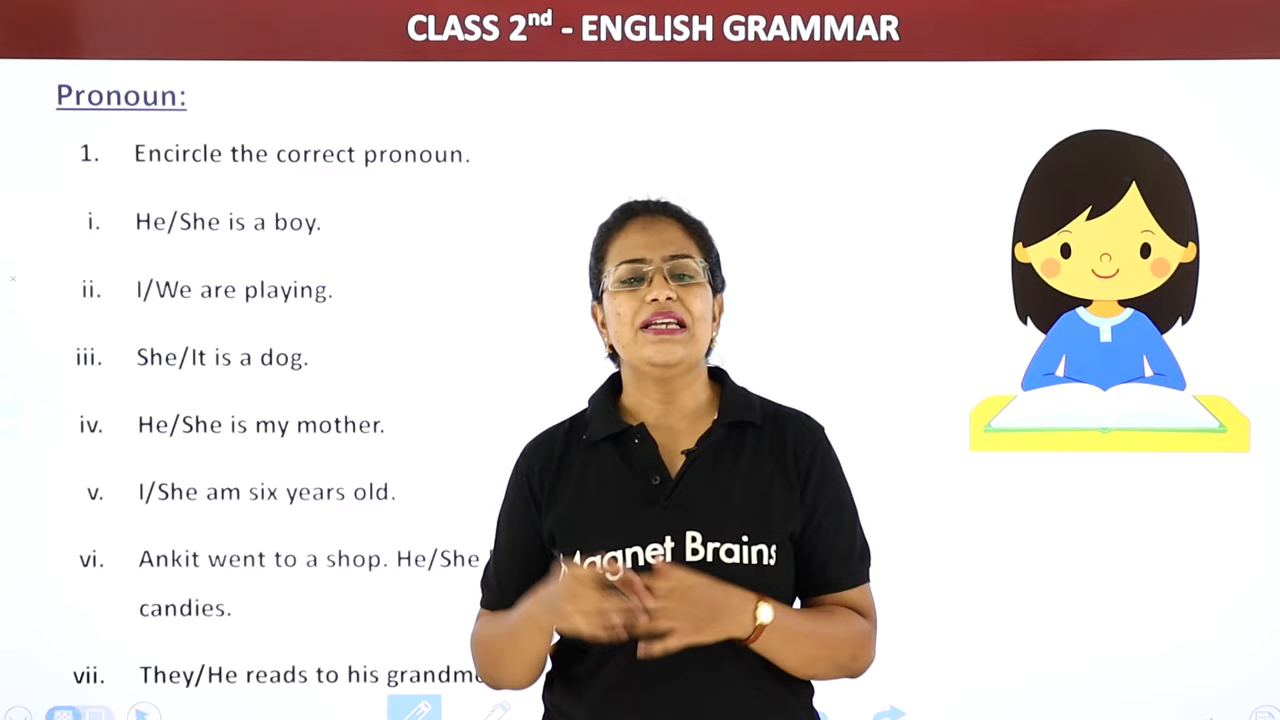 CLASS 2nd - ENGLISH GRAMMAR
Pronoun:
1. Encircle the correct pronoun.
i. He/She is a boy.
ii. I/We are playing.
iii. She/It is a dog.
iv. He/She is my mother.
v. I/She am six years old.
vi. Ankit went to a shop. He/She
candies.
vii. They/He reads to his
Magnet Brains